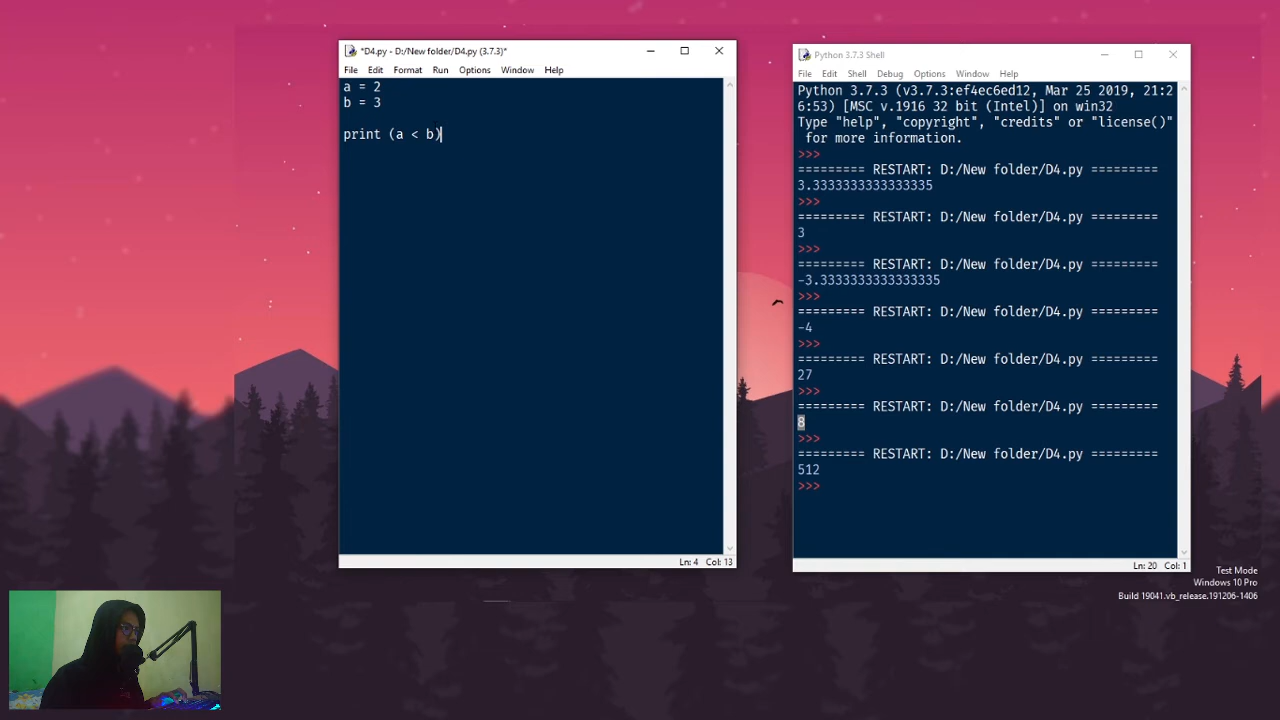 *D4.py - D:/New folder/D4.py (3.7.3)*
File Edit Format Run Options Window Help
a = 2
b = 3
print (a < b)
Ln: 4 Col: 13
Python 3.7.3 Shell
File Edit Shell Debug Options Window Help
Python 3.7.3 (v3.7.3:ef4ec6ed12, Mar 25 2019, 21:2
6:53) [MSC v.1916 32 bit (Intel)] on win32
Type "help", "copyright", "credits" or "license()"
for more information.
>>>
========= RESTART: D:/New folder/D4.py =========
3.3333333333333335
>>>
========= RESTART: D:/New folder/D4.py =========
3
>>>
========= RESTART: D:/New folder/D4.py =========
-3.3333333333333335
>>>
========= RESTART: D:/New folder/D4.py =========
-4
>>>
========= RESTART: D:/New folder/D4.py =========
27
>>>
========= RESTART: D:/New folder/D4.py =========
8
>>>
========= RESTART: D:/New folder/D4.py =========
512
>>>
Ln: 20 Col: 1
Test Mode
Windows 10 Pro
Build 19041.vb_release.191206-1406